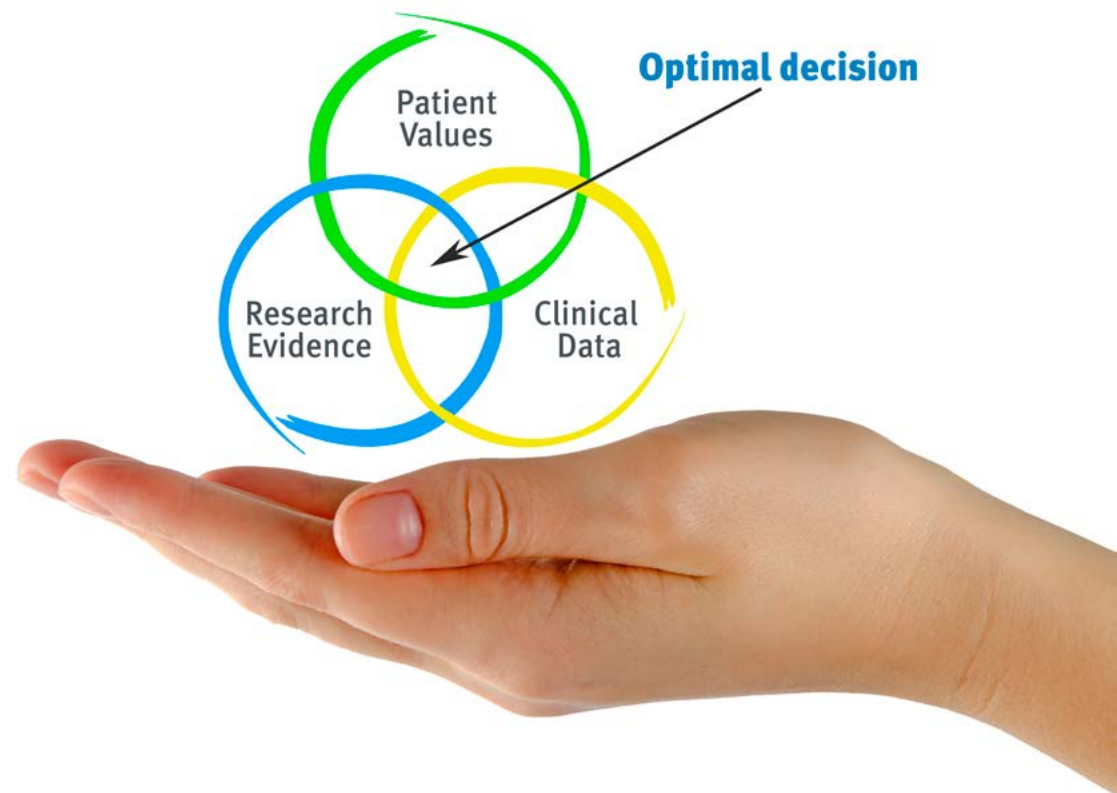 Optimal decision
Patient
Values
Research
Evidence
Clinical
Data